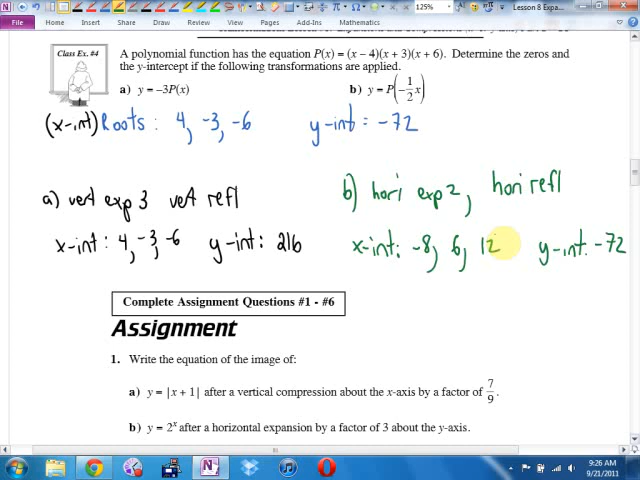 125%
Lesson 8 Expa...
File Edit View Insert Share Draw Add-Ins Mathematica
Class Ex. #4
A polynomial function has the equation P(x) = (x − 4)(x + 3)(x + 6). Determine the zeros and
the y-intercept if the following transformations are applied.
a) y = −3P(x)
b) y = P(−1/2 x)
(x-int) Roots : 4, -3, -6 y-int = -72
a) vert exp 3 vert refl
b) hori exp 2, hori refl
x-int : 4, -3, -6 y-int : 216
x-int: -8, 6, 12 y-int: -72
Complete Assignment Questions #1 - #6
Assignment
1. Write the equation of the image of:
a) y = |x + 1| after a vertical compression about the x-axis by a factor of 7/9.
b) y = 2ˣ after a horizontal expansion by a factor of 3 about the y-axis.
9:26 AM
9/21/2011